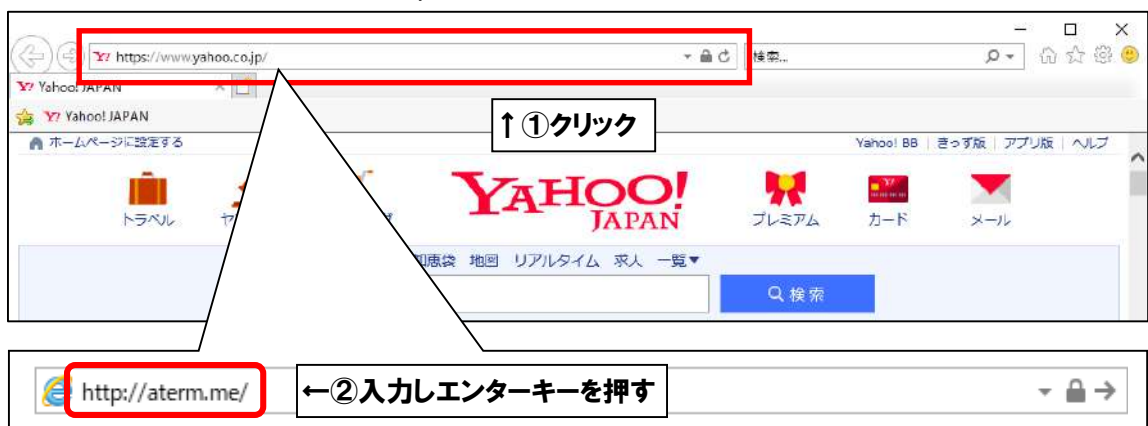 https://www.yahoo.co.jp/
検索...
Yahoo! JAPAN
Yahoo! JAPAN
↑①クリック
ホームページに設定する
Yahoo! BB | きっず版 | アプリ版 | ヘルプ
トラベル
YAHOO!
JAPAN
プレミアム
カード
メール
知恵袋 地図 リアルタイム 求人 一覧▼
検索
http://aterm.me/
←②入力しエンターキーを押す